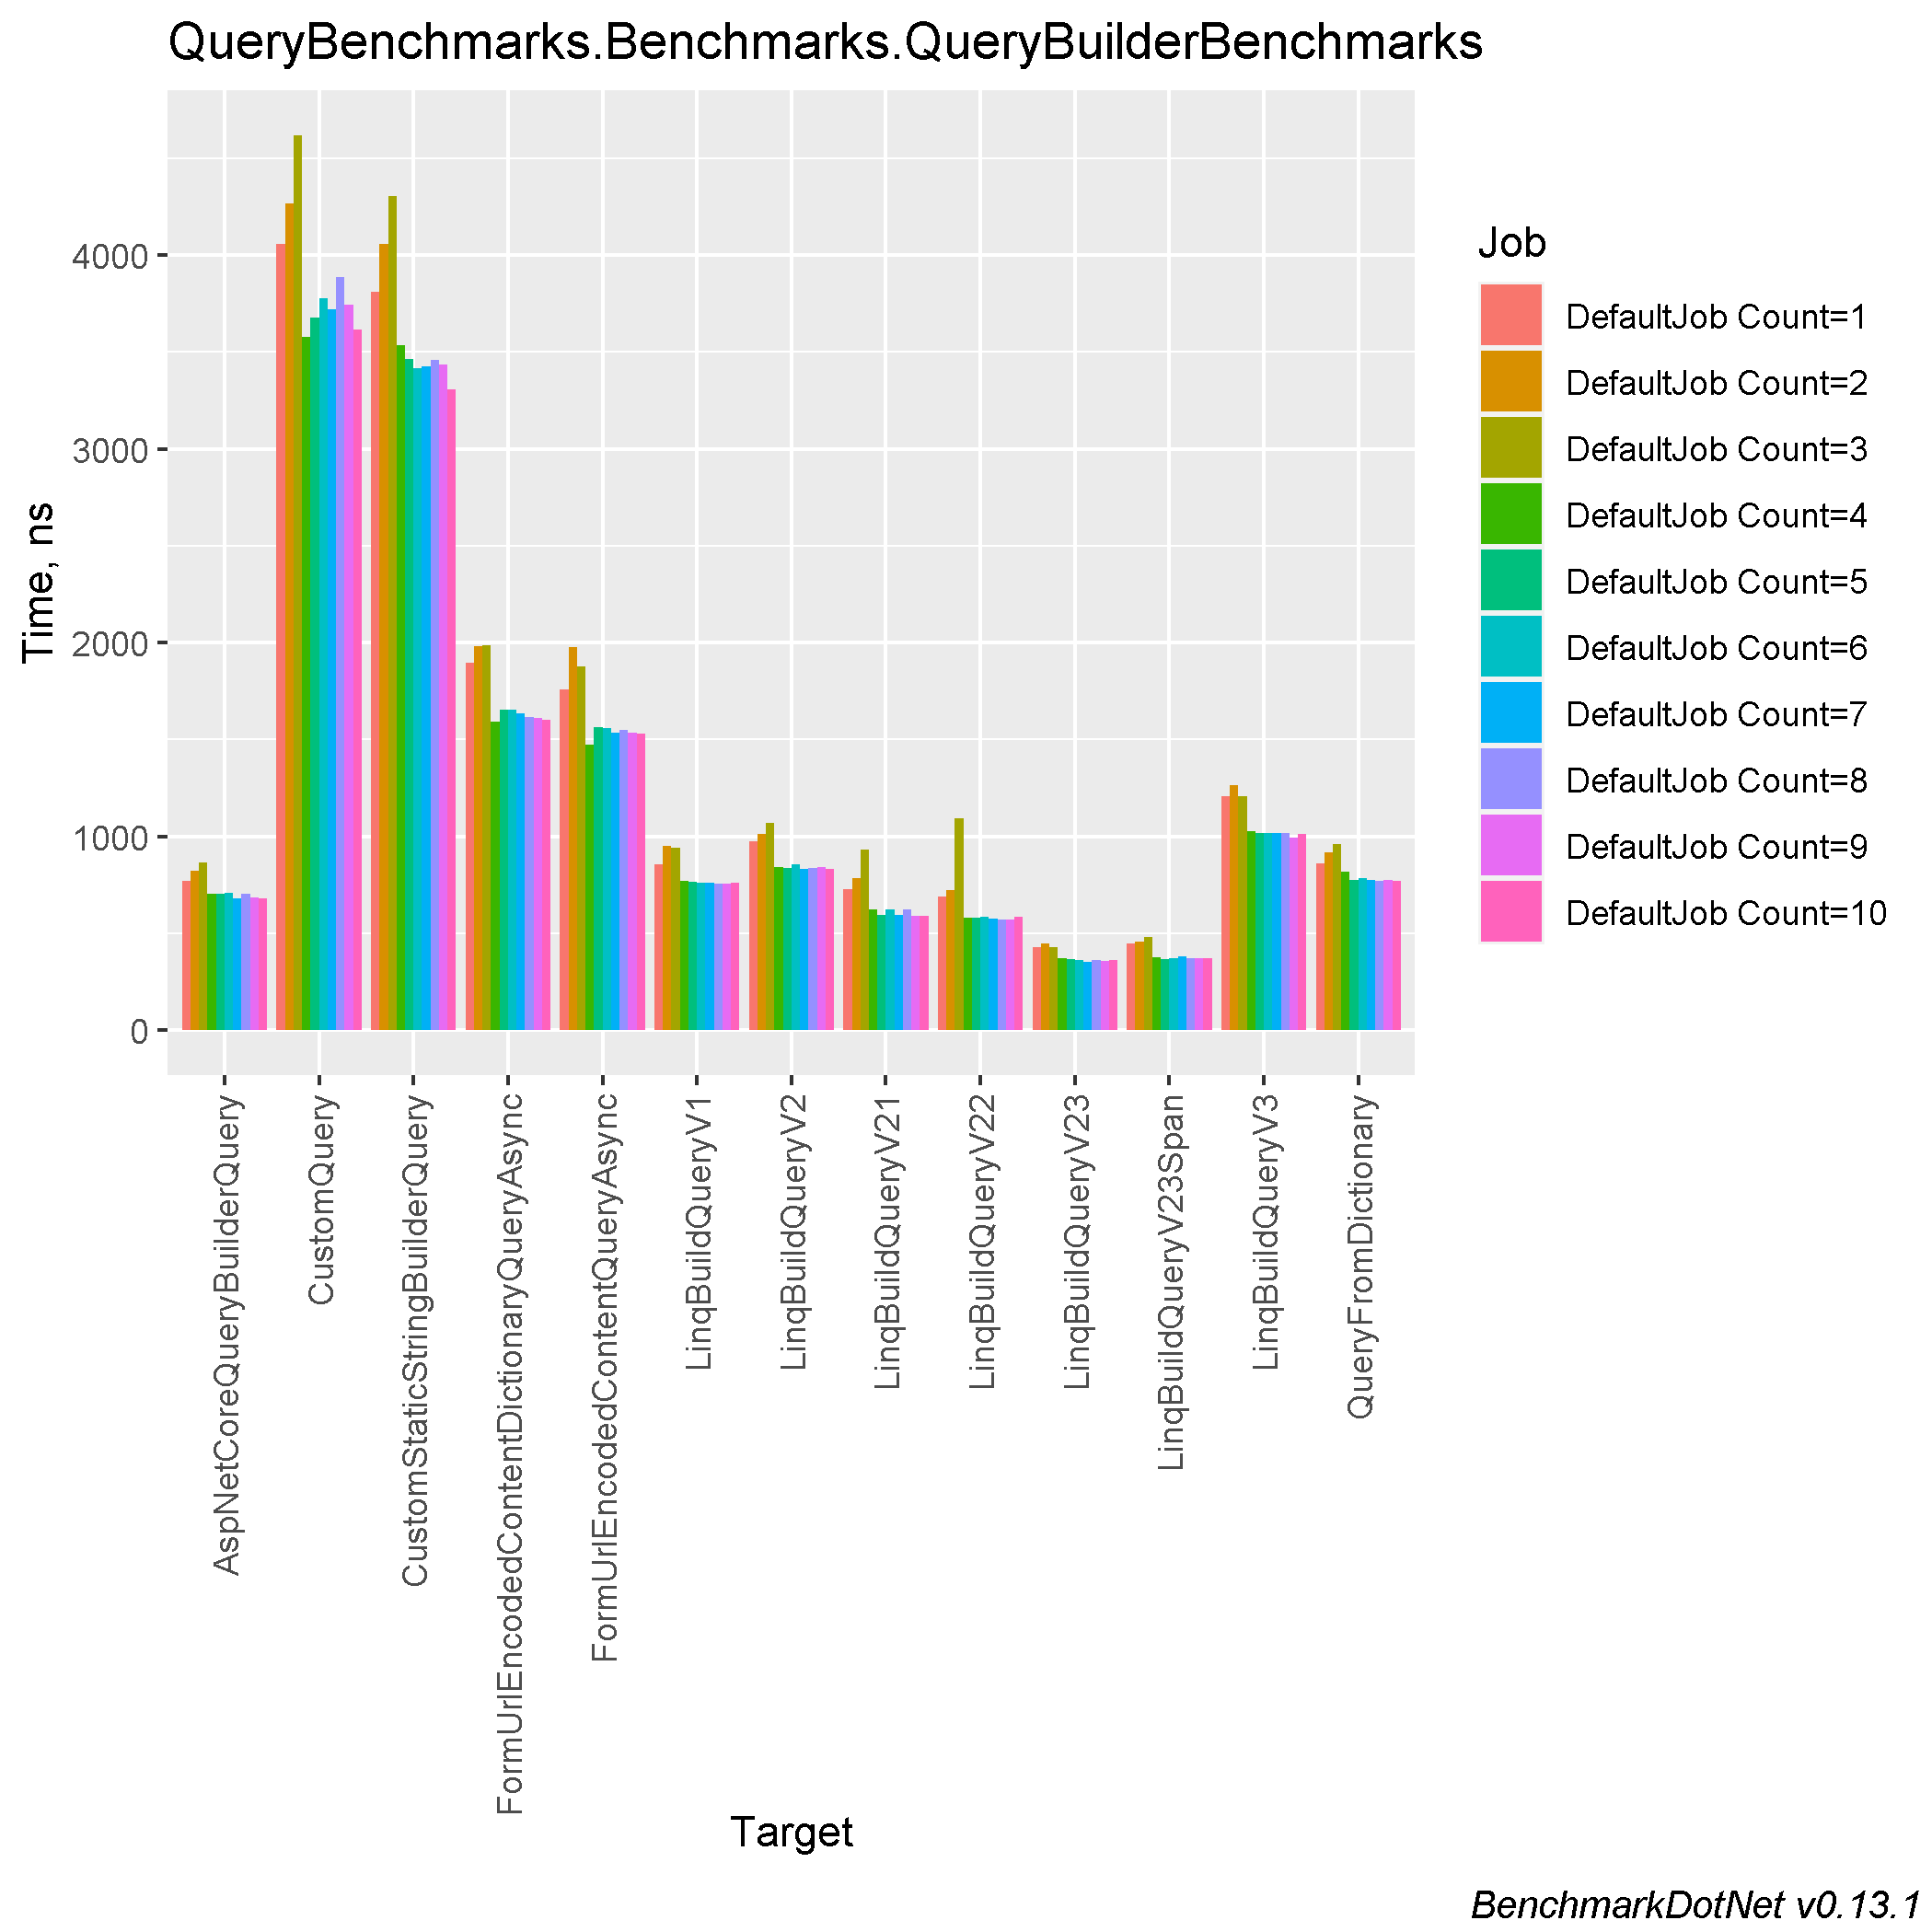 QueryBenchmarks.Benchmarks.QueryBuilderBenchmarks
Time, ns
4000
3000
2000
1000
0
AspNetCoreQueryBuilderQuery
CustomQuery
CustomStaticStringBuilderQuery
FormUrlEncodedContentDictionaryQueryAsync
FormUrlEncodedContentQueryAsync
LinqBuildQueryV1
LinqBuildQueryV2
LinqBuildQueryV21
LinqBuildQueryV22
LinqBuildQueryV23
LinqBuildQueryV23Span
LinqBuildQueryV3
QueryFromDictionary
Target
Job
DefaultJob Count=1
DefaultJob Count=2
DefaultJob Count=3
DefaultJob Count=4
DefaultJob Count=5
DefaultJob Count=6
DefaultJob Count=7
DefaultJob Count=8
DefaultJob Count=9
DefaultJob Count=10
BenchmarkDotNet v0.13.1